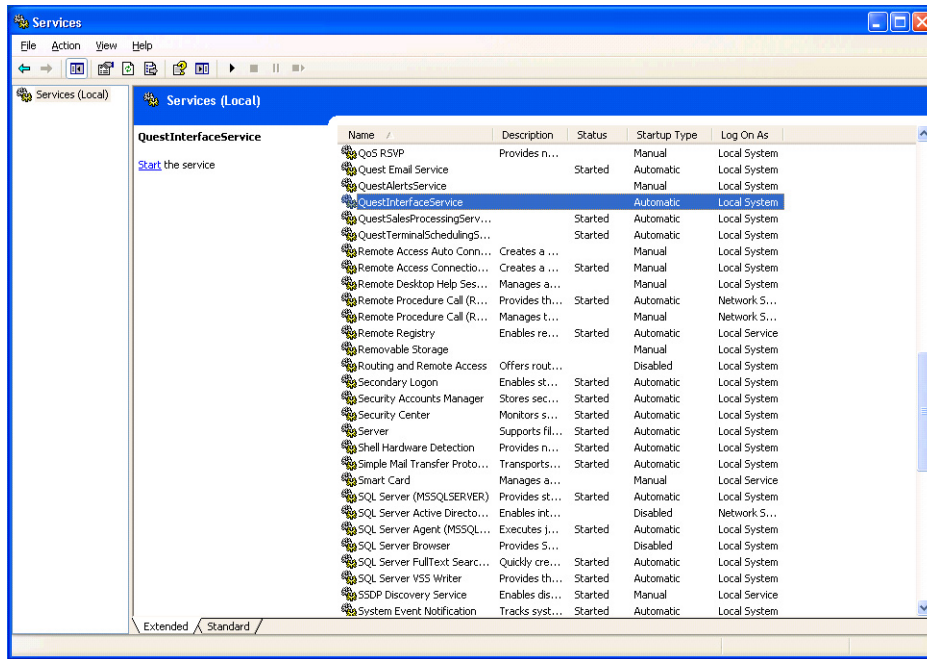 Services
File Action View Help
Services (Local)
Services (Local)
QuestInterfaceService
Start the service
Name Description Status Startup Type Log On As
QoS RSVP Provides n... Manual Local System
Quest Email Service Started Automatic Local System
QuestAlertsService Manual Local System
QuestInterfaceService Automatic Local System
QuestSalesProcessingServ... Started Automatic Local System
QuestTerminalSchedulingS... Started Automatic Local System
Remote Access Auto Conn... Creates a ... Manual Local System
Remote Access Connectio... Creates a ... Started Manual Local System
Remote Desktop Help Ses... Manages a... Manual Local System
Remote Procedure Call (R... Provides th... Started Automatic Network S...
Remote Procedure Call (R... Manages t... Manual Network S...
Remote Registry Enables re... Started Automatic Local Service
Removable Storage Manual Local System
Routing and Remote Access Offers rout... Disabled Local System
Secondary Logon Enables st... Started Automatic Local System
Security Accounts Manager Stores sec... Started Automatic Local System
Security Center Monitors s... Started Automatic Local System
Server Supports fil... Started Automatic Local System
Shell Hardware Detection Provides n... Started Automatic Local System
Simple Mail Transfer Proto... Transports... Started Automatic Local System
Smart Card Manages a... Manual Local Service
SQL Server (MSSQLSERVER) Provides st... Started Automatic Local System
SQL Server Active Directo... Enables int... Disabled Network S...
SQL Server Agent (MSSQL... Executes j... Started Automatic Local System
SQL Server Browser Provides S... Disabled Local System
SQL Server FullText Searc... Quickly cre... Started Automatic Local System
SQL Server VSS Writer Provides th... Started Automatic Local System
SSDP Discovery Service Enables dis... Started Manual Local Service
System Event Notification Tracks syst... Started Automatic Local System
Extended Standard